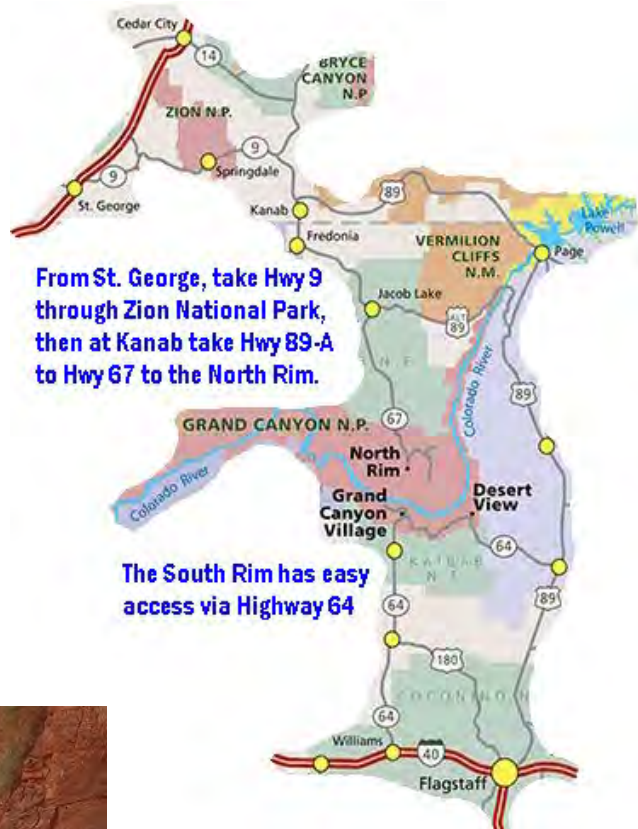 Cedar City
14
BRYCE
CANYON
N.P
ZION N.P.
9
Springdale
9
St. George
Kanab
89
Lake
Powell
Fredonia
VERMILION
CLIFFS
N.M.
Page
From St. George, take Hwy 9
through Zion National Park,
then at Kanab take Hwy 89-A
to Hwy 67 to the North Rim.
Jacob Lake
ALT
89
N. F.
Colorado River
89
67
GRAND CANYON N.P.
North
Rim
Colorado River
Grand
Canyon
Village
Desert
View
64
The South Rim has easy
access via Highway 64
KAIBAB
N. F.
64
89
180
COCONINO N.
64
Williams
40
Flagstaff